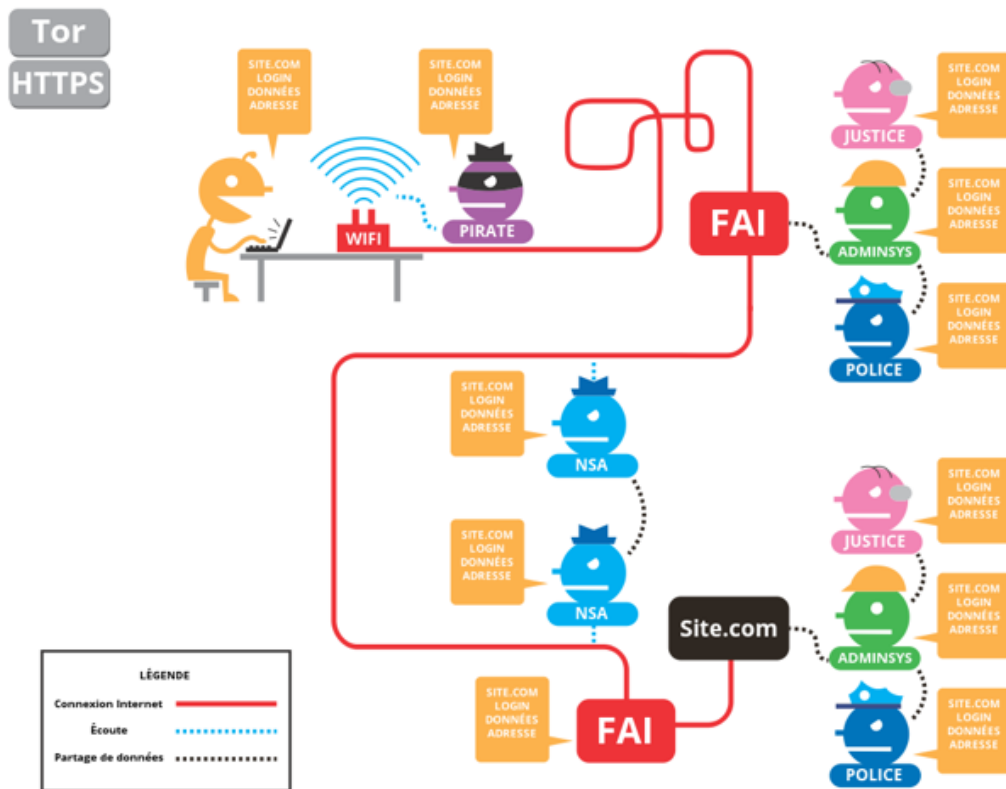 Tor
HTTPS
SITE.COM
LOGIN
DONNÉES
ADRESSE
SITE.COM
LOGIN
DONNÉES
ADRESSE
WIFI
PIRATE
FAI
SITE.COM
LOGIN
DONNÉES
ADRESSE
JUSTICE
SITE.COM
LOGIN
DONNÉES
ADRESSE
ADMINSYS
SITE.COM
LOGIN
DONNÉES
ADRESSE
POLICE
SITE.COM
LOGIN
DONNÉES
ADRESSE
NSA
SITE.COM
LOGIN
DONNÉES
ADRESSE
NSA
SITE.COM
LOGIN
DONNÉES
ADRESSE
FAI
Site.com
SITE.COM
LOGIN
DONNÉES
ADRESSE
JUSTICE
SITE.COM
LOGIN
DONNÉES
ADRESSE
ADMINSYS
SITE.COM
LOGIN
DONNÉES
ADRESSE
POLICE
LÉGENDE
Connexion Internet
Écoute
Partage de données